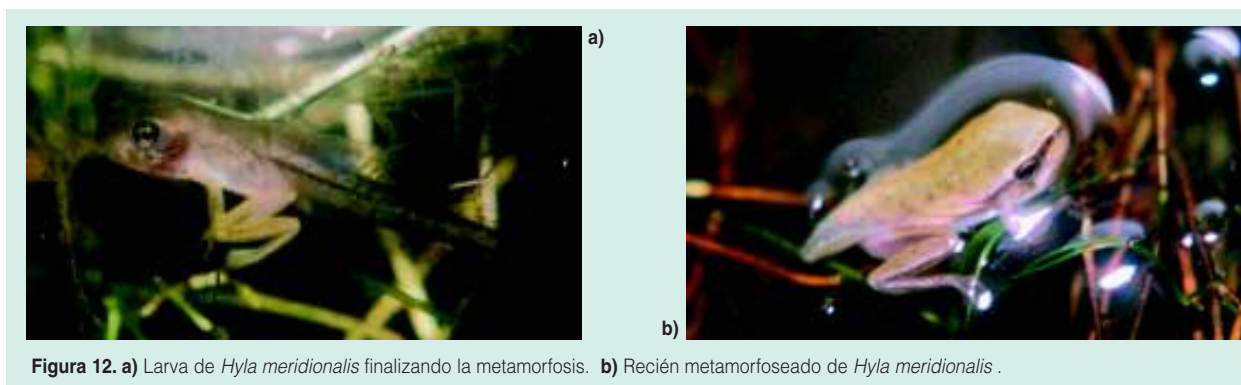 a)
b)
Figura 12. a) Larva de Hyla meridionalis finalizando la metamorfosis. b) Recién metamorfoseado de Hyla meridionalis .